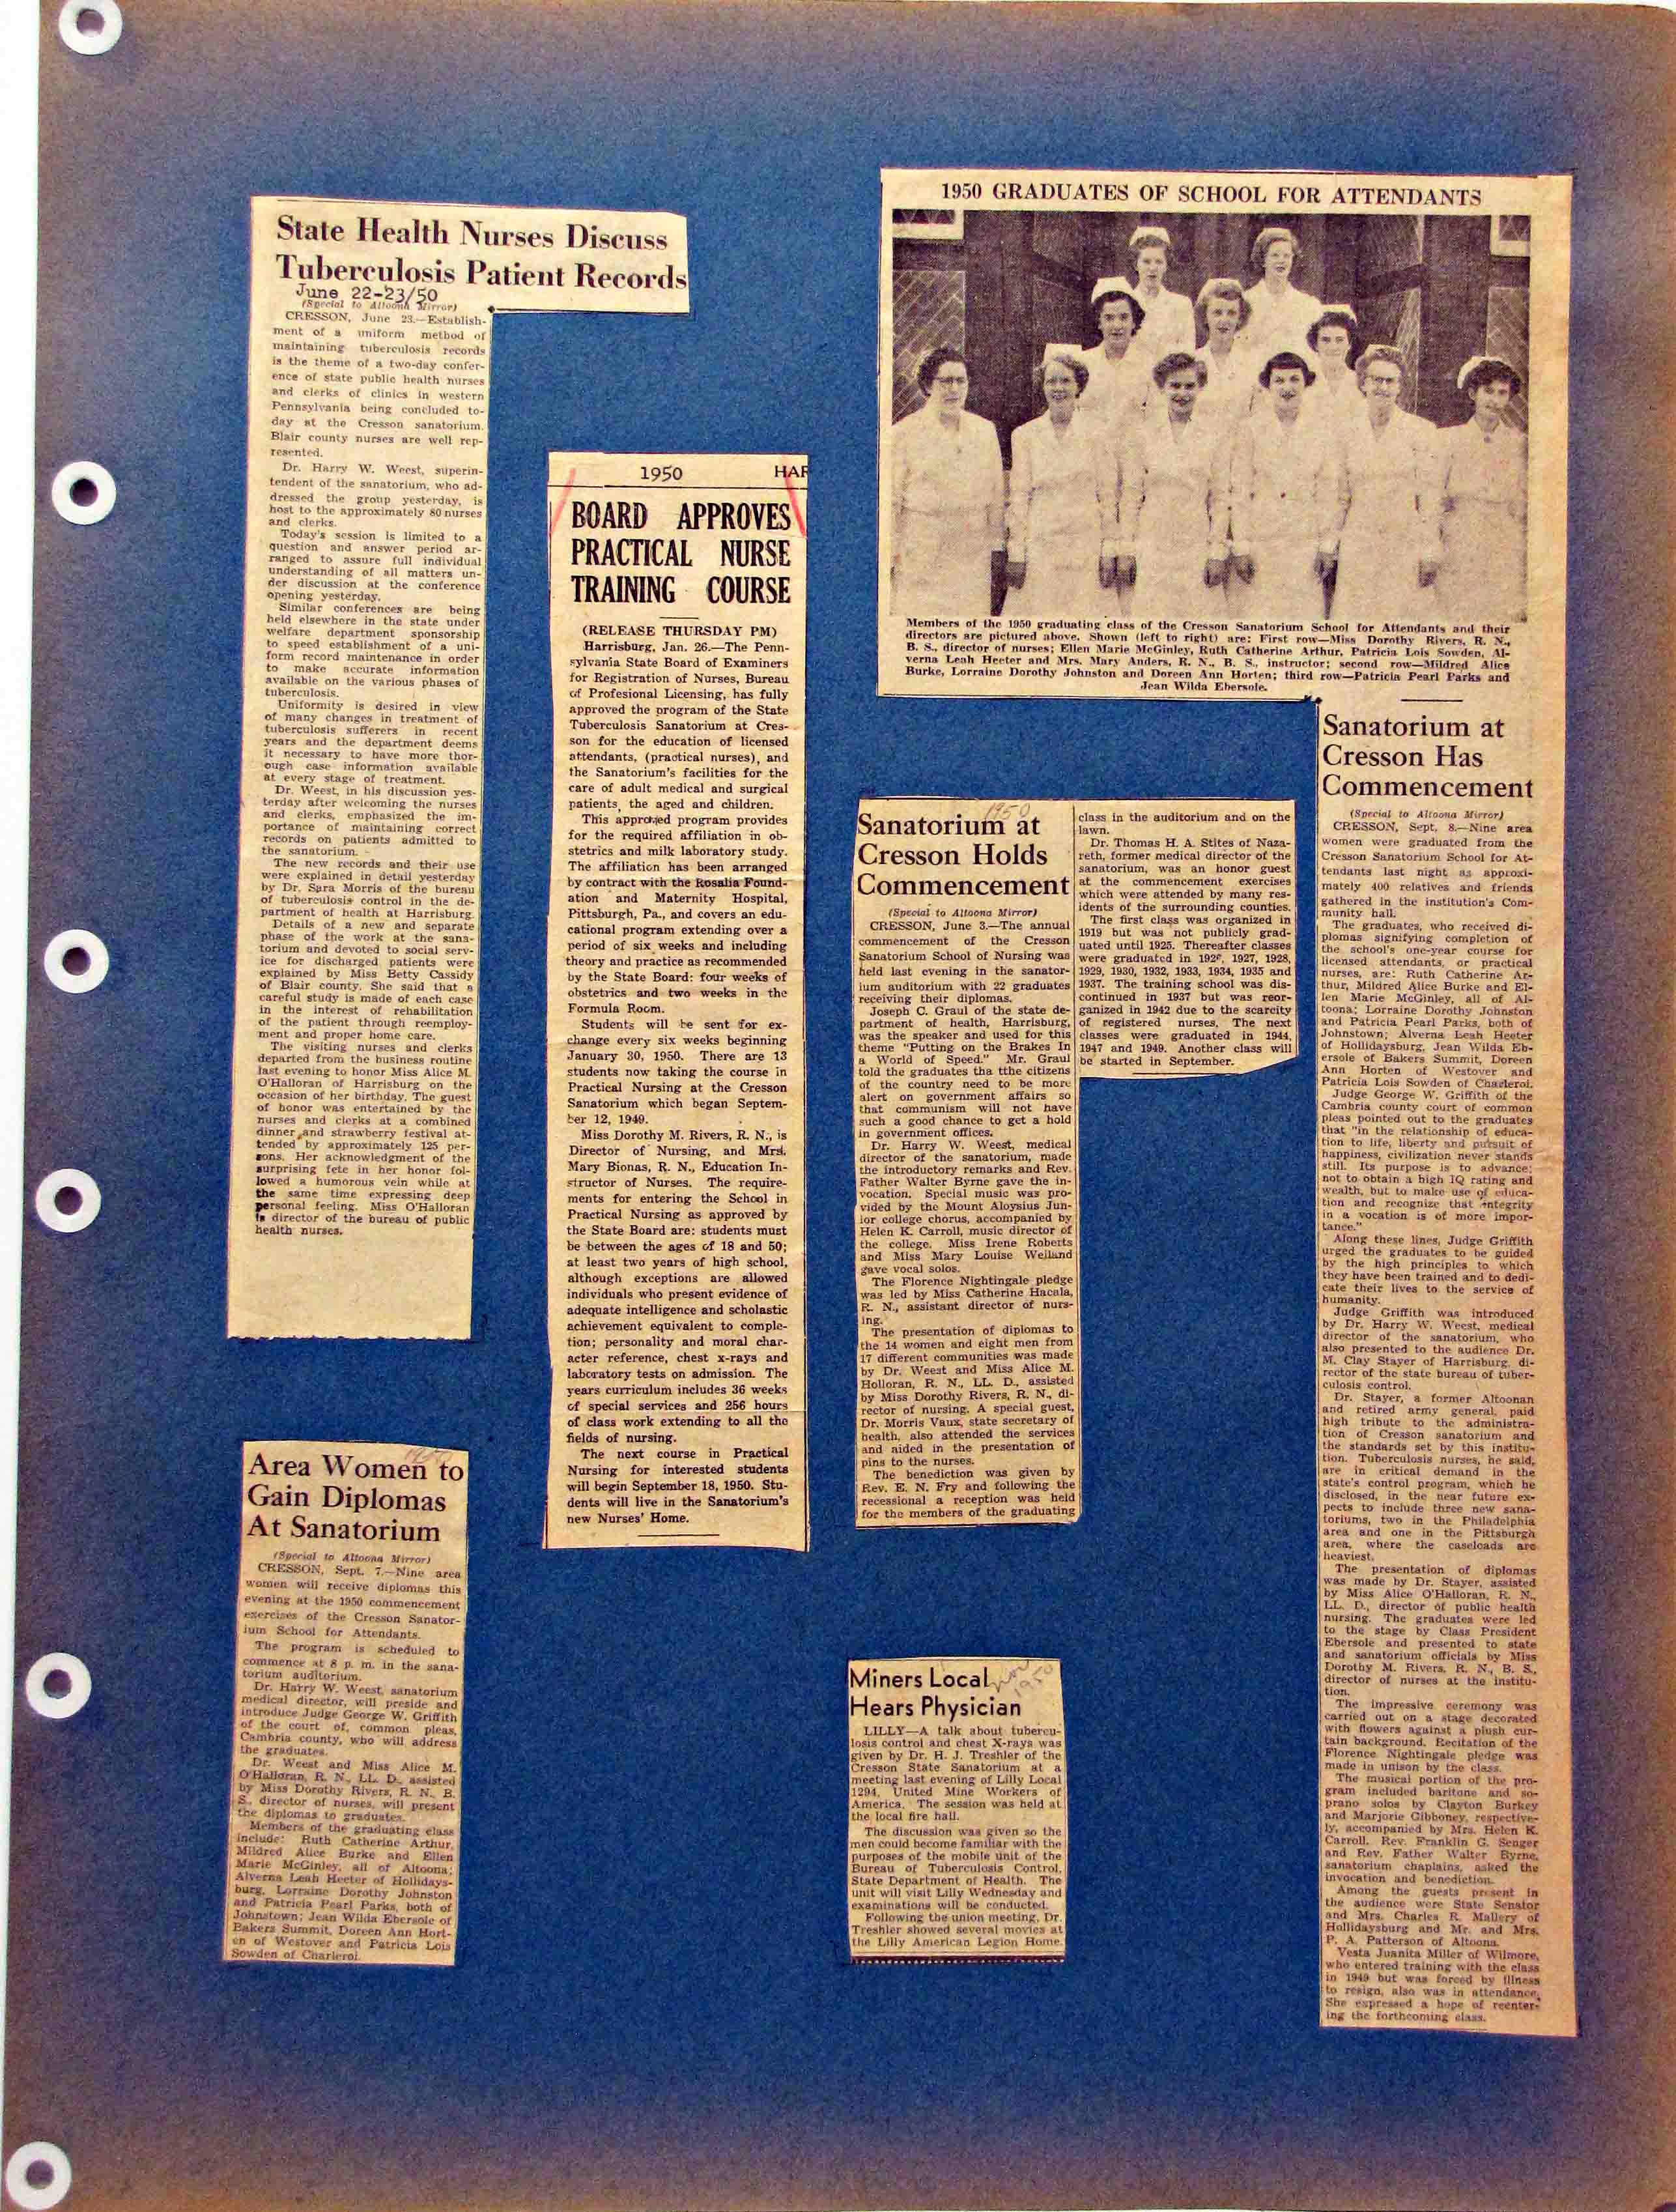 State Health Nurses Discuss
Tuberculosis Patient Records
June 22-23/50
(Special to Altoona Mirror)
CRESSON, June 23.—Establish-
ment of a uniform method of
maintaining tuberculosis records
is the theme of a two-day confer-
ence of state public health nurses
and clerks of clinics in western
Pennsylvania being concluded to-
day at the Cresson sanatorium.
Blair county nurses are well rep-
resented.
Dr. Harry W. Weest, superin-
tendent of the sanatorium, who ad-
dressed the group yesterday, is
host to the approximately 80 nurses
and clerks.
Today's session is limited to a
question and answer period ar-
ranged to assure full individual
understanding of all matters un-
der discussion at the conference
opening yesterday.
Similar conferences are being
held elsewhere in the state under
welfare department sponsorship
to speed establishment of a uni-
form record maintenance in order
to make accurate information
available on the various phases of
tuberculosis.
Uniformity is desired in view
of many changes in treatment of
tuberculosis sufferers in recent
years and the department deems
it necessary to have more thor-
ough case information available
at every stage of treatment.
Dr. Weest, in his discussion yes-
terday after welcoming the nurses
and clerks, emphasized the im-
portance of maintaining correct
records on patients admitted to
the sanatorium.
The new records and their use
were explained in detail yesterday
by Dr. Sara Morris of the bureau
of tuberculosis control in the de-
partment of health at Harrisburg.
Details of a new and separate
phase of the work at the sana-
torium and devoted to social serv-
ice for discharged patients were
explained by Miss Betty Cassidy
of Blair county. She said that a
careful study is made of each case
in the interest of rehabilitation
of the patient through reemploy-
ment and proper home care.
The visiting nurses and clerks
departed from the business routine
last evening to honor Miss Alice M.
O'Halloran of Harrisburg on the
occasion of her birthday. The guest
of honor was entertained by the
nurses and clerks at a combined
dinner and strawberry festival at-
tended by approximately 125 per-
sons. Her acknowledgment of the
surprising fete in her honor fol-
lowed a humorous vein while at
the same time expressing deep
personal feeling. Miss O'Halloran
is director of the bureau of public
health nurses.
1950
Area Women to
Gain Diplomas
At Sanatorium
(Special to Altoona Mirror)
CRESSON, Sept. 7.—Nine area
women will receive diplomas this
evening at the 1950 commencement
exercises of the Cresson Sanator-
ium School for Attendants.
The program is scheduled to
commence at 8 p. m. in the sana-
torium auditorium.
Dr. Harry W. Weest, sanatorium
medical director, will preside and
introduce Judge George W. Griffith
of the court of, common pleas,
Cambria county, who will address
the graduates.
Dr. Weest and Miss Alice M.
O'Halloran, R. N., LL. D., assisted
by Miss Dorothy Rivers, R. N., B.
S., director of nurses, will present
the diplomas to graduates.
Members of the graduating class
include: Ruth Catherine Arthur,
Mildred Alice Burke and Ellen
Marie McGinley, all of Altoona;
Alverna Leah Heeter of Hollidays-
burg, Lorraine Dorothy Johnston
and Patricia Pearl Parks, both of
Johnstown; Jean Wilda Ebersole of
Bakers Summit, Doreen Ann Hort-
en of Westover and Patricia Lois
Sowden of Charleroi.
1950 HAR
BOARD APPROVES
PRACTICAL NURSE
TRAINING COURSE
(RELEASE THURSDAY PM)
Harrisburg, Jan. 26.—The Penn-
sylvania State Board of Examiners
for Registration of Nurses, Bureau
of Profesional Licensing, has fully
approved the program of the State
Tuberculosis Sanatorium at Cres-
son for the education of licensed
attendants, (practical nurses), and
the Sanatorium's facilities for the
care of adult medical and surgical
patients, the aged and children.
This approved program provides
for the required affiliation in ob-
stetrics and milk laboratory study.
The affiliation has been arranged
by contract with the Rosalia Found-
ation and Maternity Hospital,
Pittsburgh, Pa., and covers an edu-
cational program extending over a
period of six weeks and including
theory and practice as recommended
by the State Board: four weeks of
obstetrics and two weeks in the
Formula Room.
Students will be sent for ex-
change every six weeks beginning
January 30, 1950. There are 13
students now taking the course in
Practical Nursing at the Cresson
Sanatorium which began Septem-
ber 12, 1949.
Miss Dorothy M. Rivers, R. N., is
Director of Nursing, and Mrs.
Mary Bionas, R. N., Education In-
structor of Nurses. The require-
ments for entering the School in
Practical Nursing as approved by
the State Board are: students must
be between the ages of 18 and 50;
at least two years of high school,
although exceptions are allowed
individuals who present evidence of
adequate intelligence and scholastic
achievement equivalent to comple-
tion; personality and moral char-
acter reference, chest x-rays and
laboratory tests on admission. The
years curriculum includes 36 weeks
of special services and 256 hours
of class work extending to all the
fields of nursing.
The next course in Practical
Nursing for interested students
will begin September 18, 1950. Stu-
dents will live in the Sanatorium's
new Nurses' Home.
1950 GRADUATES OF SCHOOL FOR ATTENDANTS
Members of the 1950 graduating class of the Cresson Sanatorium School for Attendants and their
directors are pictured above. Shown (left to right) are: First row—Miss Dorothy Rivers, R. N.,
B. S., director of nurses; Ellen Marie McGinley, Ruth Catherine Arthur, Patricia Lois Sowden, Al-
verna Leah Heeter and Mrs. Mary Anders, R. N., B. S., instructor; second row—Mildred Alice
Burke, Lorraine Dorothy Johnston and Doreen Ann Horten; third row—Patricia Pearl Parks and
Jean Wilda Ebersole.
1950
Sanatorium at
Cresson Holds
Commencement
(Special to Altoona Mirror)
CRESSON, June 3.—The annual
commencement of the Cresson
Sanatorium School of Nursing was
held last evening in the sanator-
ium auditorium with 22 graduates
receiving their diplomas.
Joseph C. Graul of the state de-
partment of health, Harrisburg,
was the speaker and used for this
theme "Putting on the Brakes In
a World of Speed." Mr. Graul
told the graduates tha tthe citizens
of the country need to be more
alert on government affairs so
that communism will not have
such a good chance to get a hold
in government offices.
Dr. Harry W. Weest, medical
director of the sanatorium, made
the introductory remarks and Rev.
Father Walter Byrne gave the in-
vocation. Special music was pro-
vided by the Mount Aloysius Jun-
ior college chorus, accompanied by
Helen K. Carroll, music director of
the college. Miss Irene Roberts
and Miss Mary Louise Weiland
gave vocal solos.
The Florence Nightingale pledge
was led by Miss Catherine Hacala,
R. N., assistant director of nurs-
ing.
The presentation of diplomas to
the 14 women and eight men from
17 different communities was made
by Dr. Weest and Miss Alice M.
Holloran, R. N., LL. D., assisted
by Miss Dorothy Rivers, R. N., di-
rector of nursing. A special guest,
Dr. Morris Vaux, state secretary of
health, also attended the services
and aided in the presentation of
pins to the nurses.
The benediction was given by
Rev. E. N. Fry and following the
recessional a reception was held
for the members of the graduating
class in the auditorium and on the
lawn.
Dr. Thomas H. A. Stites of Naza-
reth, former medical director of the
sanatorium, was an honor guest
at the commencement exercises
which were attended by many res-
idents of the surrounding counties.
The first class was organized in
1919 but was not publicly grad-
uated until 1925. Thereafter classes
were graduated in 1927, 1928,
1929, 1930, 1932, 1933, 1934, 1935 and
1937. The training school was dis-
continued in 1937 but was reor-
ganized in 1942 due to the scarcity
of registered nurses. The next
classes were graduated in 1944,
1947 and 1949. Another class will
be started in September.
Miners Local
Nov 1950
Hears Physician
LILLY—A talk about tubercu-
losis control and chest X-rays was
given by Dr. H. J. Treshler of the
Cresson State Sanatorium at a
meeting last evening of Lilly Local
1294, United Mine Workers of
America. The session was held at
the local fire hall.
The discussion was given so the
men could become familiar with the
purposes of the mobile unit of the
Bureau of Tuberculosis Control,
State Department of Health. The
unit will visit Lilly Wednesday and
examinations will be conducted.
Following the union meeting, Dr.
Treshler showed several movies at
the Lilly American Legion Home.
Sanatorium at
Cresson Has
Commencement
(Special to Altoona Mirror)
CRESSON, Sept. 8.—Nine area
women were graduated from the
Cresson Sanatorium School for At-
tendants last night as approxi-
mately 400 relatives and friends
gathered in the institution's Com-
munity hall.
The graduates, who received di-
plomas signifying completion of
the school's one-year course for
licensed attendants, or practical
nurses, are: Ruth Catherine Ar-
thur, Mildred Alice Burke and El-
len Marie McGinley, all of Al-
toona; Lorraine Dorothy Johnston
and Patricia Pearl Parks, both of
Johnstown; Alverna Leah Heeter
of Hollidaysburg, Jean Wilda Eb-
ersole of Bakers Summit, Doreen
Ann Horten of Westover and
Patricia Lois Sowden of Charleroi.
Judge George W. Griffith of the
Cambria county court of common
pleas pointed out to the graduates
that "in the relationship of educa-
tion to life, liberty and pursuit of
happiness, civilization never stands
still. Its purpose is to advance;
not to obtain a high IQ rating and
wealth, but to make use of educa-
tion and recognize that integrity
in a vocation is of more impor-
tance."
Along these lines, Judge Griffith
urged the graduates to be guided
by the high principles to which
they have been trained and to dedi-
cate their lives to the service of
humanity.
Judge Griffith was introduced
by Dr. Harry W. Weest, medical
director of the sanatorium, who
also presented to the audience Dr.
M. Clay Stayer of Harrisburg, di-
rector of the state bureau of tuber-
culosis control.
Dr. Stayer, a former Altoonan
and retired army general, paid
high tribute to the administra-
tion of Cresson sanatorium and
the standards set by this institu-
tion. Tuberculosis nurses, he said,
are in critical demand in the
state's control program, which he
disclosed, in the near future ex-
pects to include three new sana-
toriums, two in the Philadelphia
area and one in the Pittsburgh
area, where the caseloads are
heaviest.
The presentation of diplomas
was made by Dr. Stayer, assisted
by Miss Alice O'Halloran, R. N.,
LL. D., director of public health
nursing. The graduates were led
to the stage by Class President
Ebersole and presented to state
and sanatorium officials by Miss
Dorothy M. Rivers, R. N., B. S.,
director of nurses at the institu-
tion.
The impressive ceremony was
carried out on a stage decorated
with flowers against a plush cur-
tain background. Recitation of the
Florence Nightingale pledge was
made in unison by the class.
The musical portion of the pro-
gram included baritone and so-
prano solos by Clayton Burkey
and Marjorie Gibboney, respective-
ly, accompanied by Mrs. Helen K.
Carroll. Rev. Franklin G. Senger
and Rev. Father Walter Byrne,
sanatorium chaplains, asked the
invocation and benediction.
Among the guests present in
the audience were State Senator
and Mrs. Charles R. Mallery of
Hollidaysburg and Mr. and Mrs.
P. A. Patterson of Altoona.
Vesta Juanita Miller of Wilmore,
who entered training with the class
in 1949 but was forced by illness
to resign, also was in attendance.
She expressed a hope of reenter-
ing the forthcoming class.